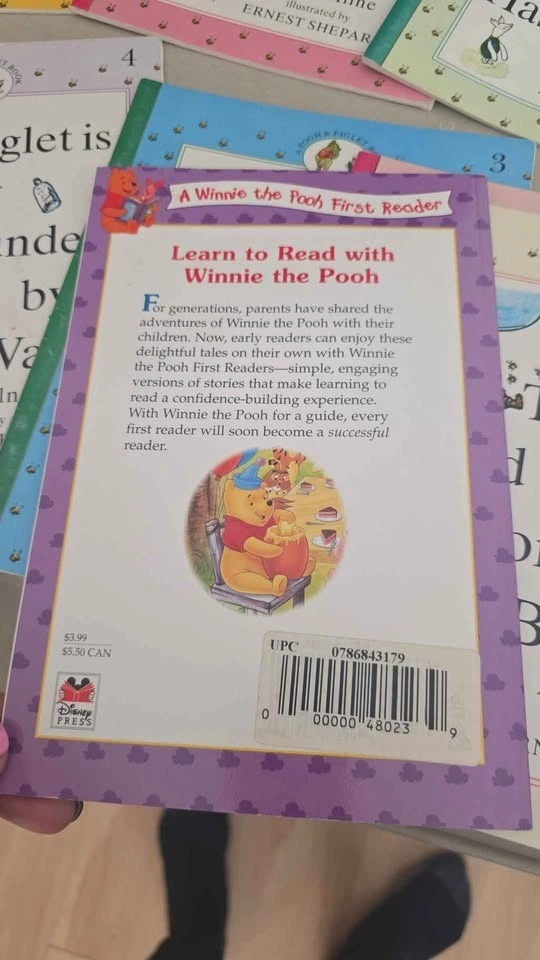 illustrated by
ERNEST SHEPAR
4
glet is
by
3
A Winnie the Pooh First Reader
Learn to Read with
Winnie the Pooh
For generations, parents have shared the
adventures of Winnie the Pooh with their
children. Now, early readers can enjoy these
delightful tales on their own with Winnie
the Pooh First Readers—simple, engaging
versions of stories that make learning to
read a confidence-building experience.
With Winnie the Pooh for a guide, every
first reader will soon become a successful
reader.
$3.99
$5.50 CAN
Disney
PRESS
UPC 0786843179
0 00000 48023 9